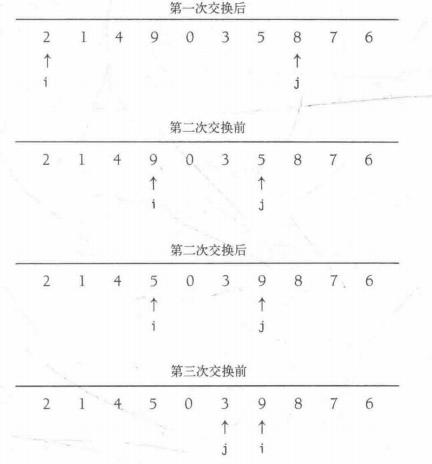 第一次交换后
2 1 4 9 0 3 5 8 7 6
↑ ↑
i j
第二次交换前
2 1 4 9 0 3 5 8 7 6
↑ ↑
i j
第二次交换后
2 1 4 5 0 3 9 8 7 6
↑ ↑
i j
第三次交换前
2 1 4 5 0 3 9 8 7 6
↑ ↑
j i